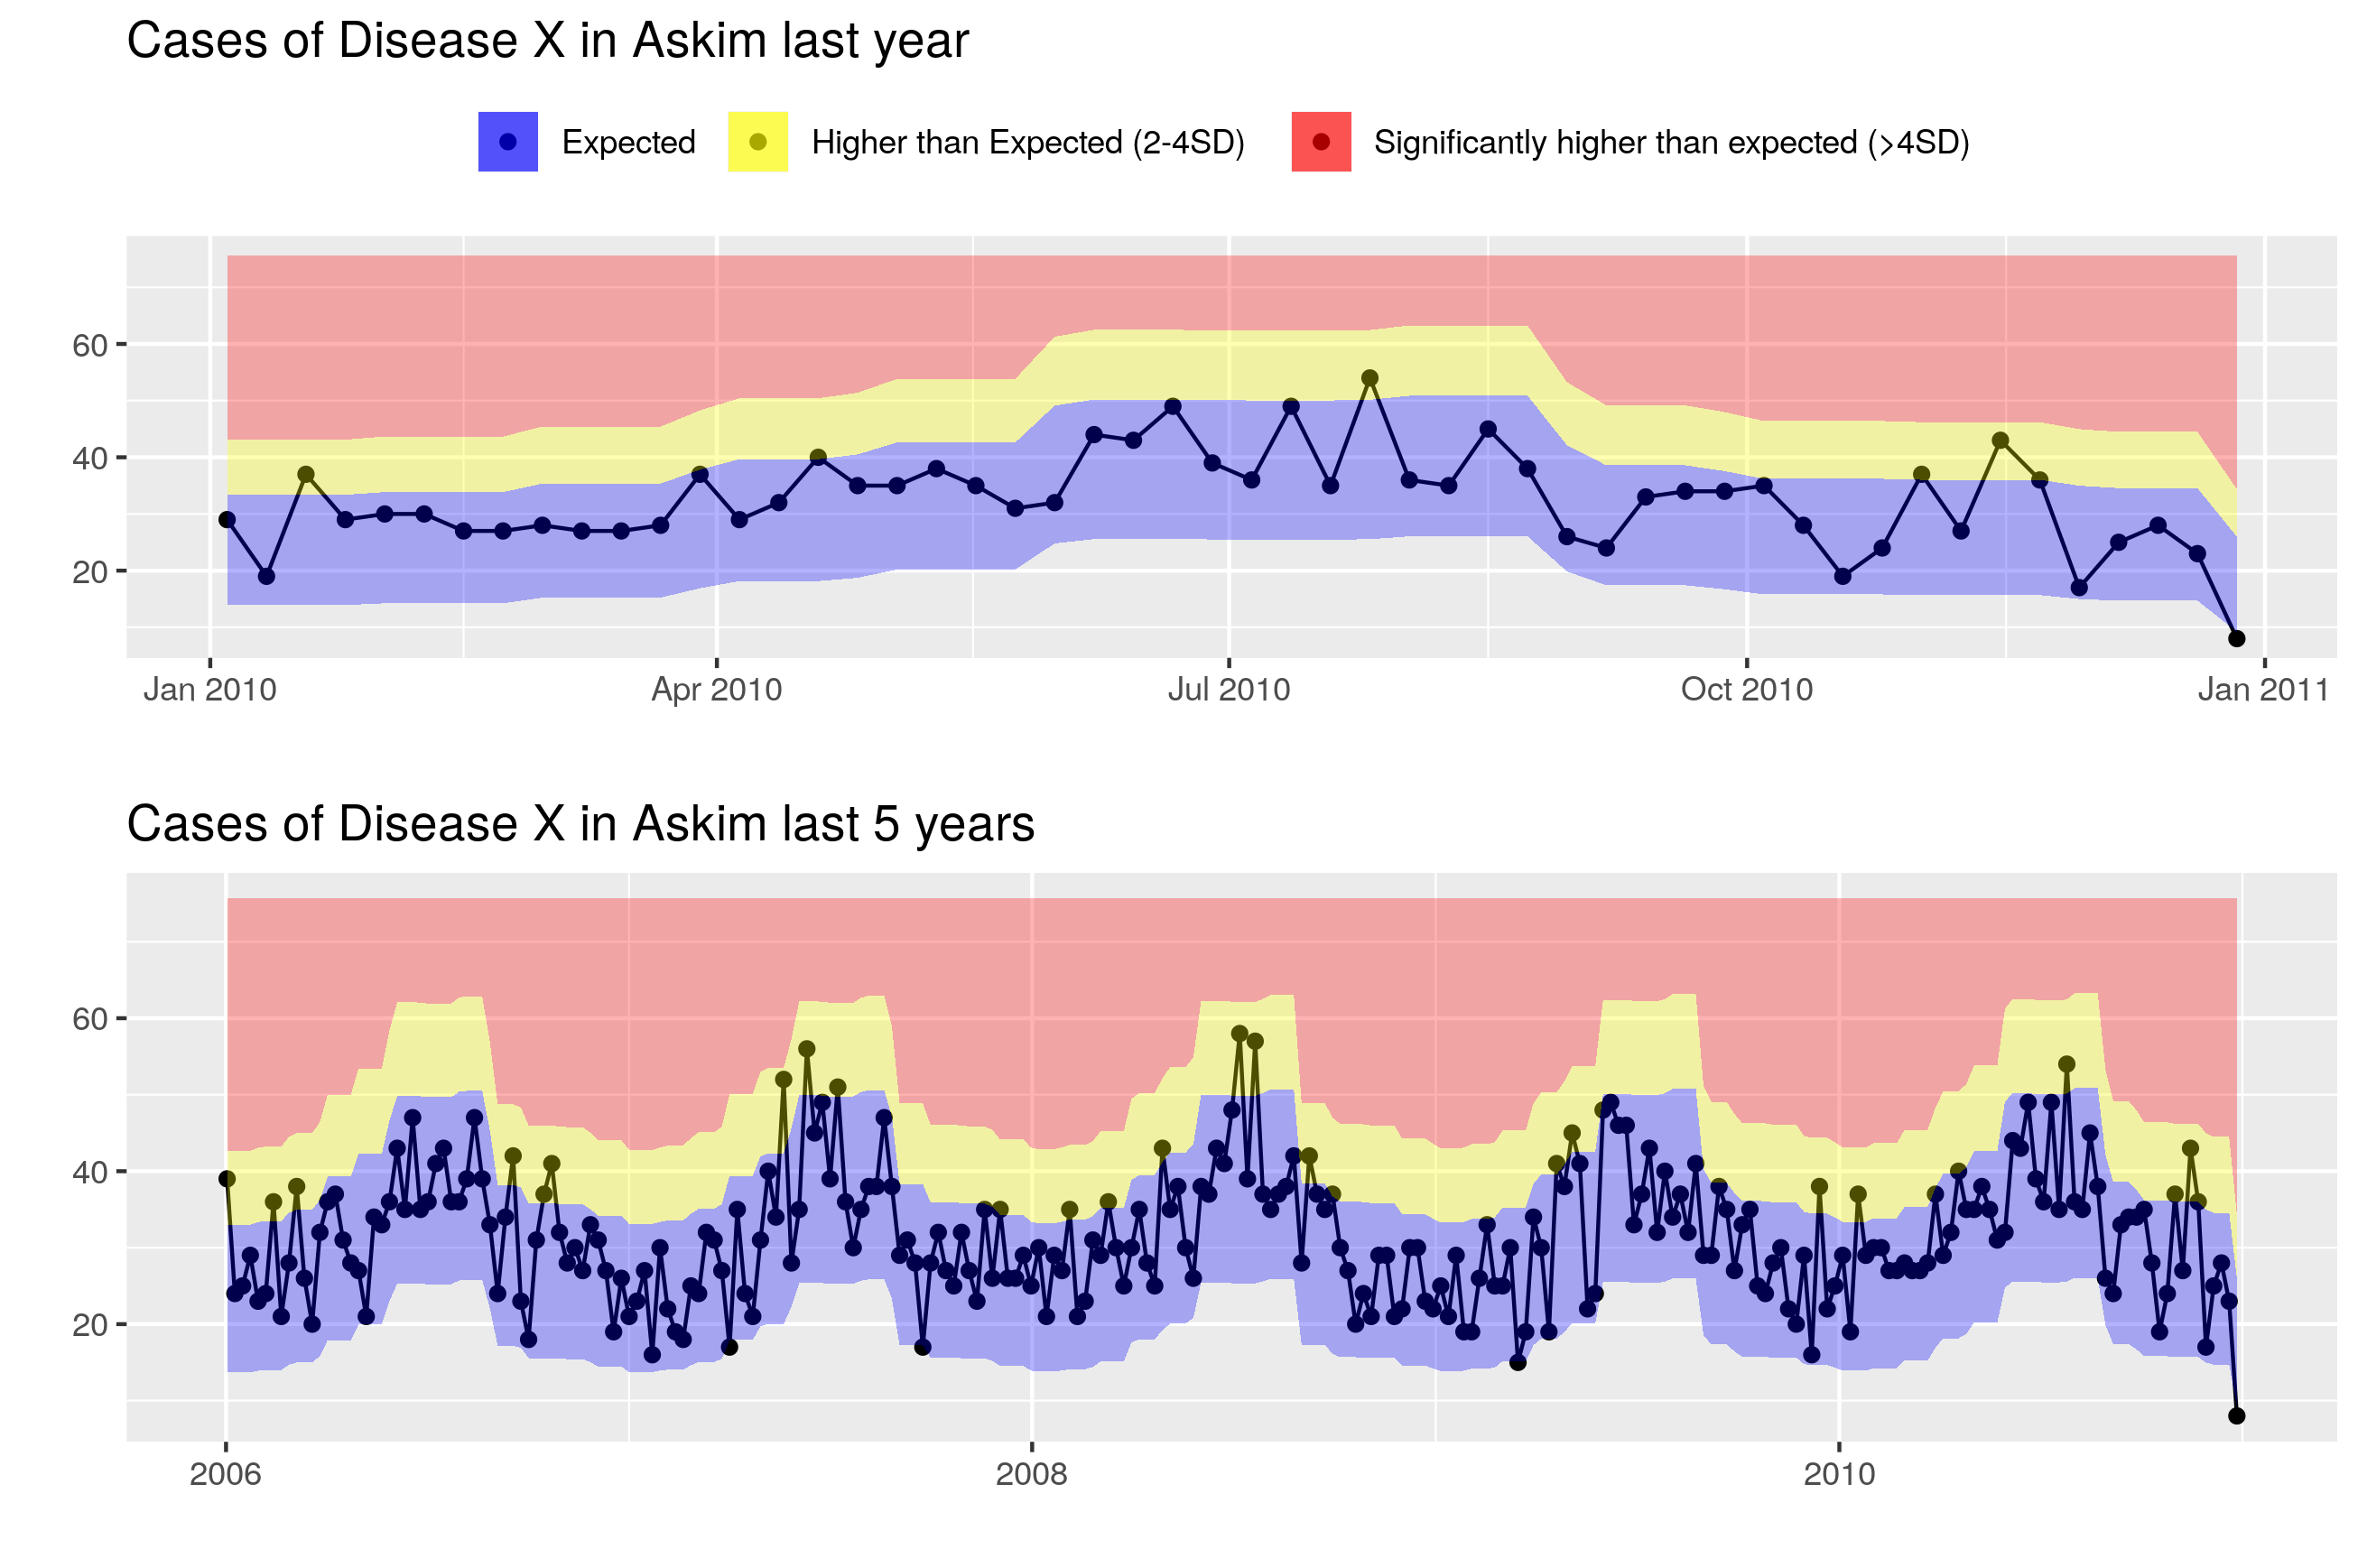 Cases of Disease X in Askim last year
Expected Higher than Expected (2-4SD) Significantly higher than expected (>4SD)
60
40
20
Jan 2010 Apr 2010 Jul 2010 Oct 2010 Jan 2011
Cases of Disease X in Askim last 5 years
60
40
20
2006 2008 2010